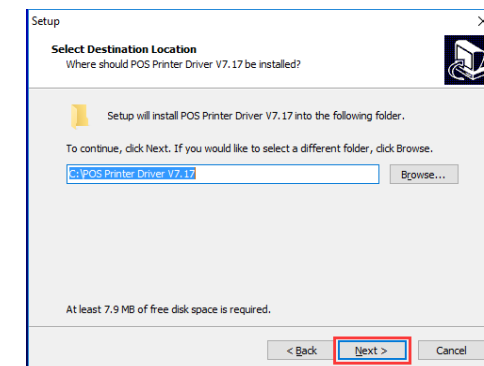 Setup
Select Destination Location
Where should POS Printer Driver V7.17 be installed?
Setup will install POS Printer Driver V7.17 into the following folder.
To continue, click Next. If you would like to select a different folder, click Browse.
C:\POS Printer Driver V7.17
Browse...
At least 7.9 MB of free disk space is required.
< Back
Next >
Cancel